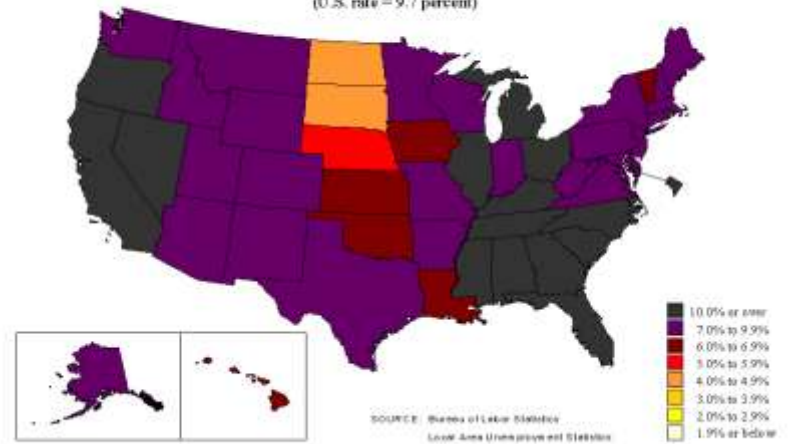 (U.S. rate = 9.7 percent)
10.0% or over
7.0% to 9.9%
6.0% to 6.9%
5.0% to 5.9%
4.0% to 4.9%
3.0% to 3.9%
2.0% to 2.9%
1.9% or below
SOURCE: Bureau of Labor Statistics
Local Area Unemployment Statistics